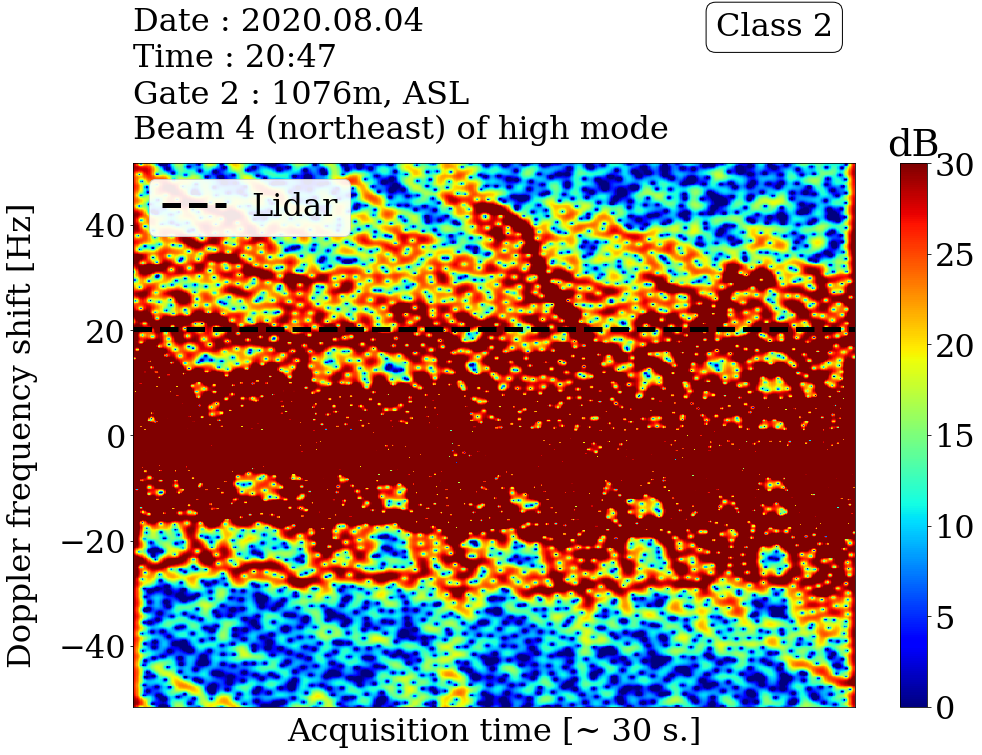 Date : 2020.08.04
Time : 20:47
Gate 2 : 1076m, ASL
Beam 4 (northeast) of high mode
Class 2
dB
Lidar
Doppler frequency shift [Hz]
40
20
0
−20
−40
Acquisition time [~ 30 s.]
30
25
20
15
10
5
0